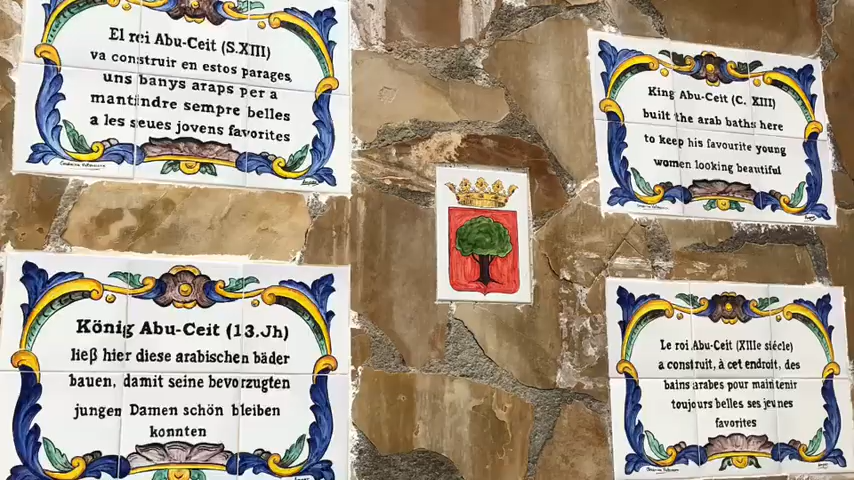 El rei Abu-Ceit (S.XIII)
va construir en estos parages,
uns banys araps per a
mantindre sempre belles
a les seues jovens favorites
King Abu-Ceit (C. XIII)
built the arab baths here
to keep his favourite young
women looking beautiful
König Abu-Ceit (13.Jh)
ließ hier diese arabischen bäder
bauen, damit seine bevorzugten
jungen Damen schön bleiben
konnten
Le roi Abu-Ceit (XIIIe siécle)
a construit, à cet endroit, des
bains arabes pour maintenir
toujours belles ses jeunes
favorites